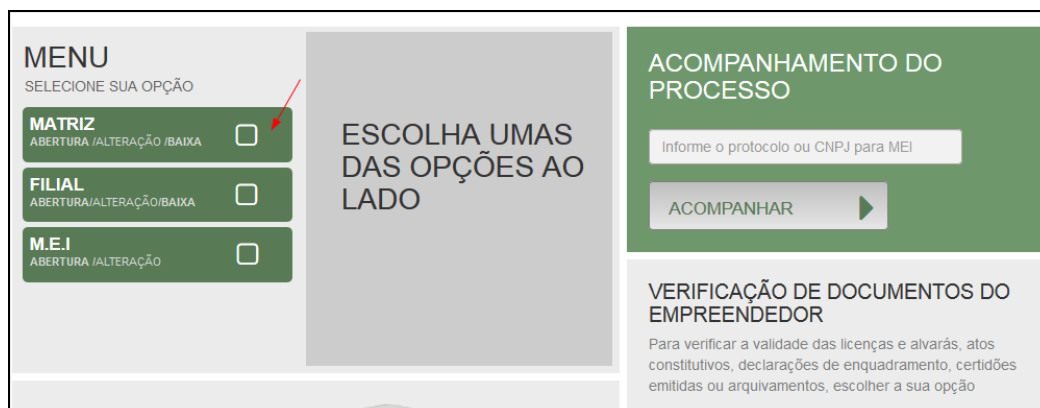 MENU
SELECIONE SUA OPÇÃO
MATRIZ
ABERTURA /ALTERAÇÃO /BAIXA
FILIAL
ABERTURA/ALTERAÇÃO/BAIXA
M.E.I
ABERTURA /ALTERAÇÃO
ESCOLHA UMAS
DAS OPÇÕES AO
LADO
ACOMPANHAMENTO DO
PROCESSO
Informe o protocolo ou CNPJ para MEI
ACOMPANHAR
VERIFICAÇÃO DE DOCUMENTOS DO
EMPREENDEDOR
Para verificar a validade das licenças e alvarás, atos
constitutivos, declarações de enquadramento, certidões
emitidas ou arquivamentos, escolher a sua opção